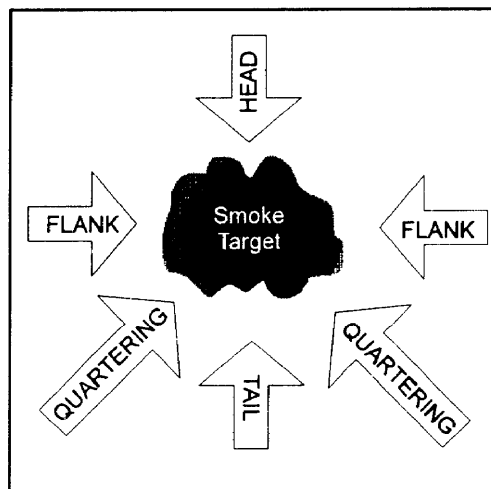 HEAD
FLANK
Smoke
Target
FLANK
QUARTERING
TAIL
QUARTERING